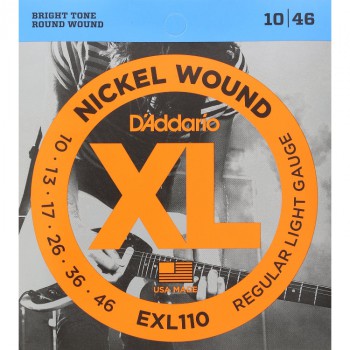 BRIGHT TONE
ROUND WOUND
10 | 46
NICKEL WOUND
D'Addario
XL
10 · 13 · 17 · 26 · 36 · 46
REGULAR LIGHT GAUGE
USA MADE
EXL110